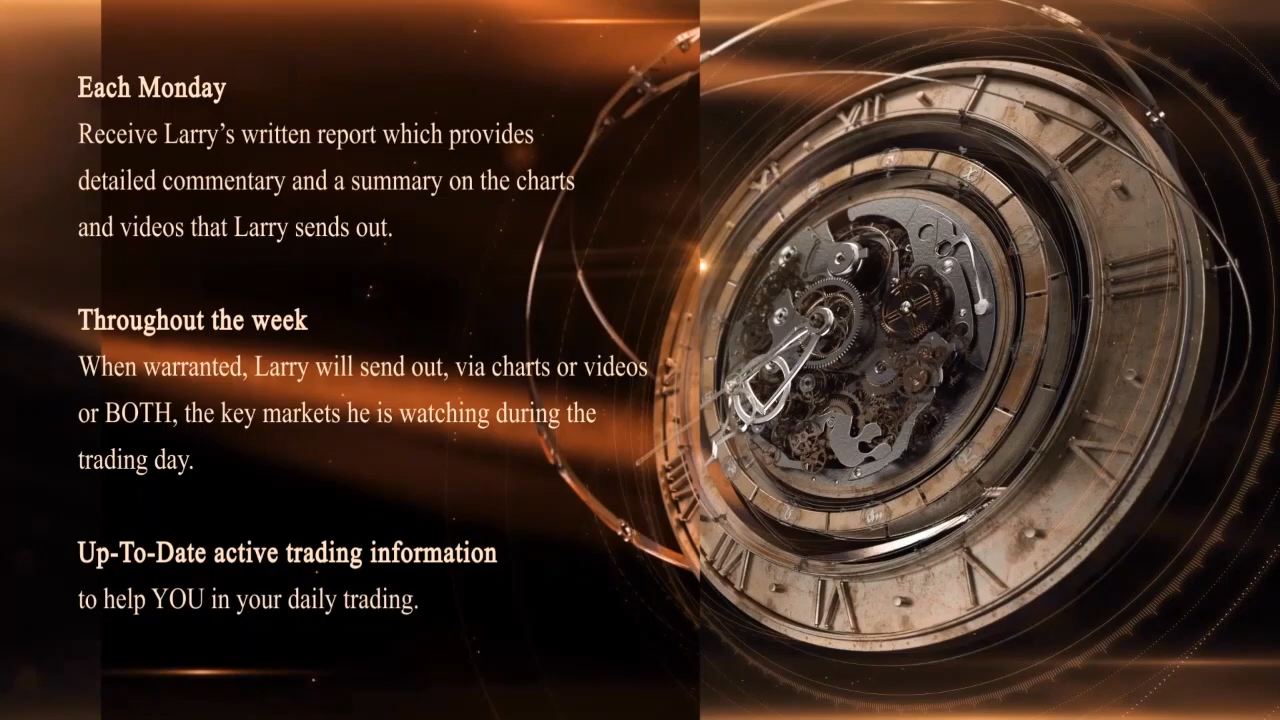 Each Monday
Receive Larry’s written report which provides
detailed commentary and a summary on the charts
and videos that Larry sends out.
Throughout the week
When warranted, Larry will send out, via charts or videos
or BOTH, the key markets he is watching during the
trading day.
Up-To-Date active trading information
to help YOU in your daily trading.